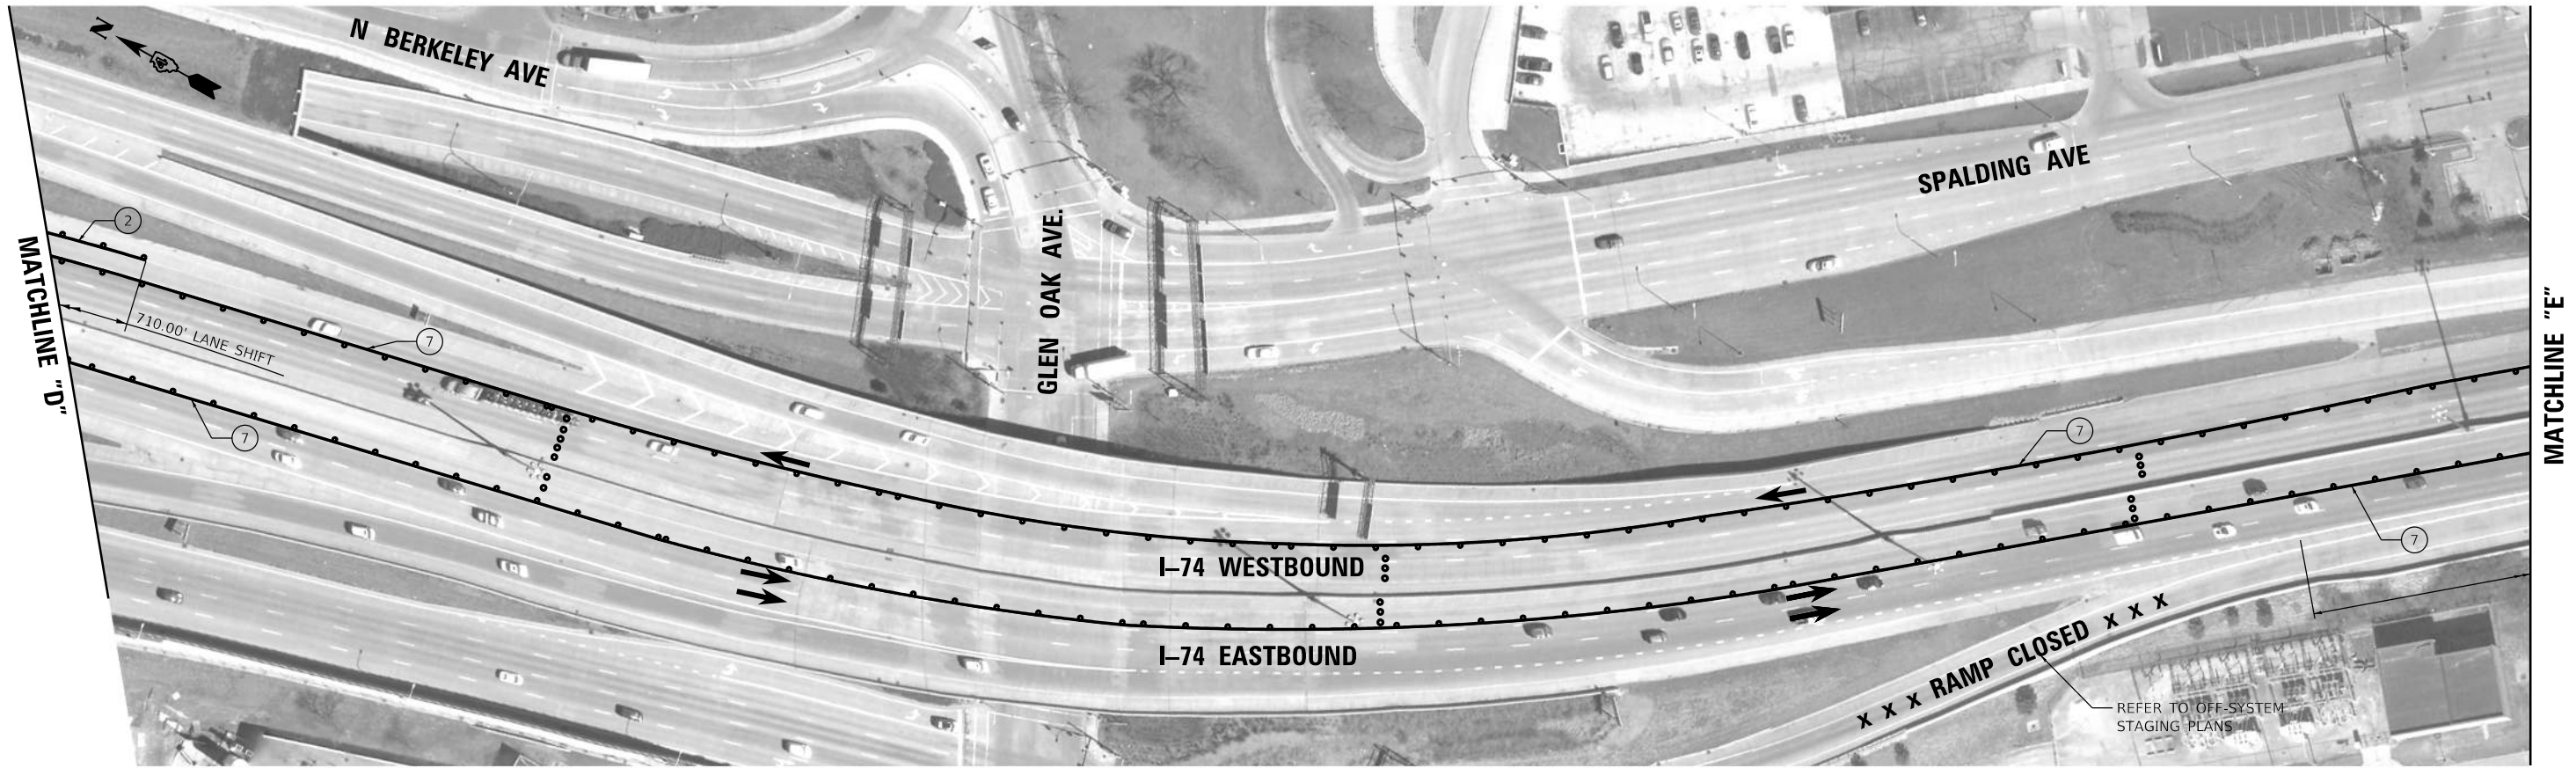 N
N BERKELEY AVE
SPALDING AVE
2
MATCHLINE "D"
710.00' LANE SHIFT
7
7
GLEN OAK AVE.
7
7
MATCHLINE "E"
I-74 WESTBOUND
I-74 EASTBOUND
X X X RAMP CLOSED X X X
REFER TO OFF-SYSTEM
STAGING PLANS